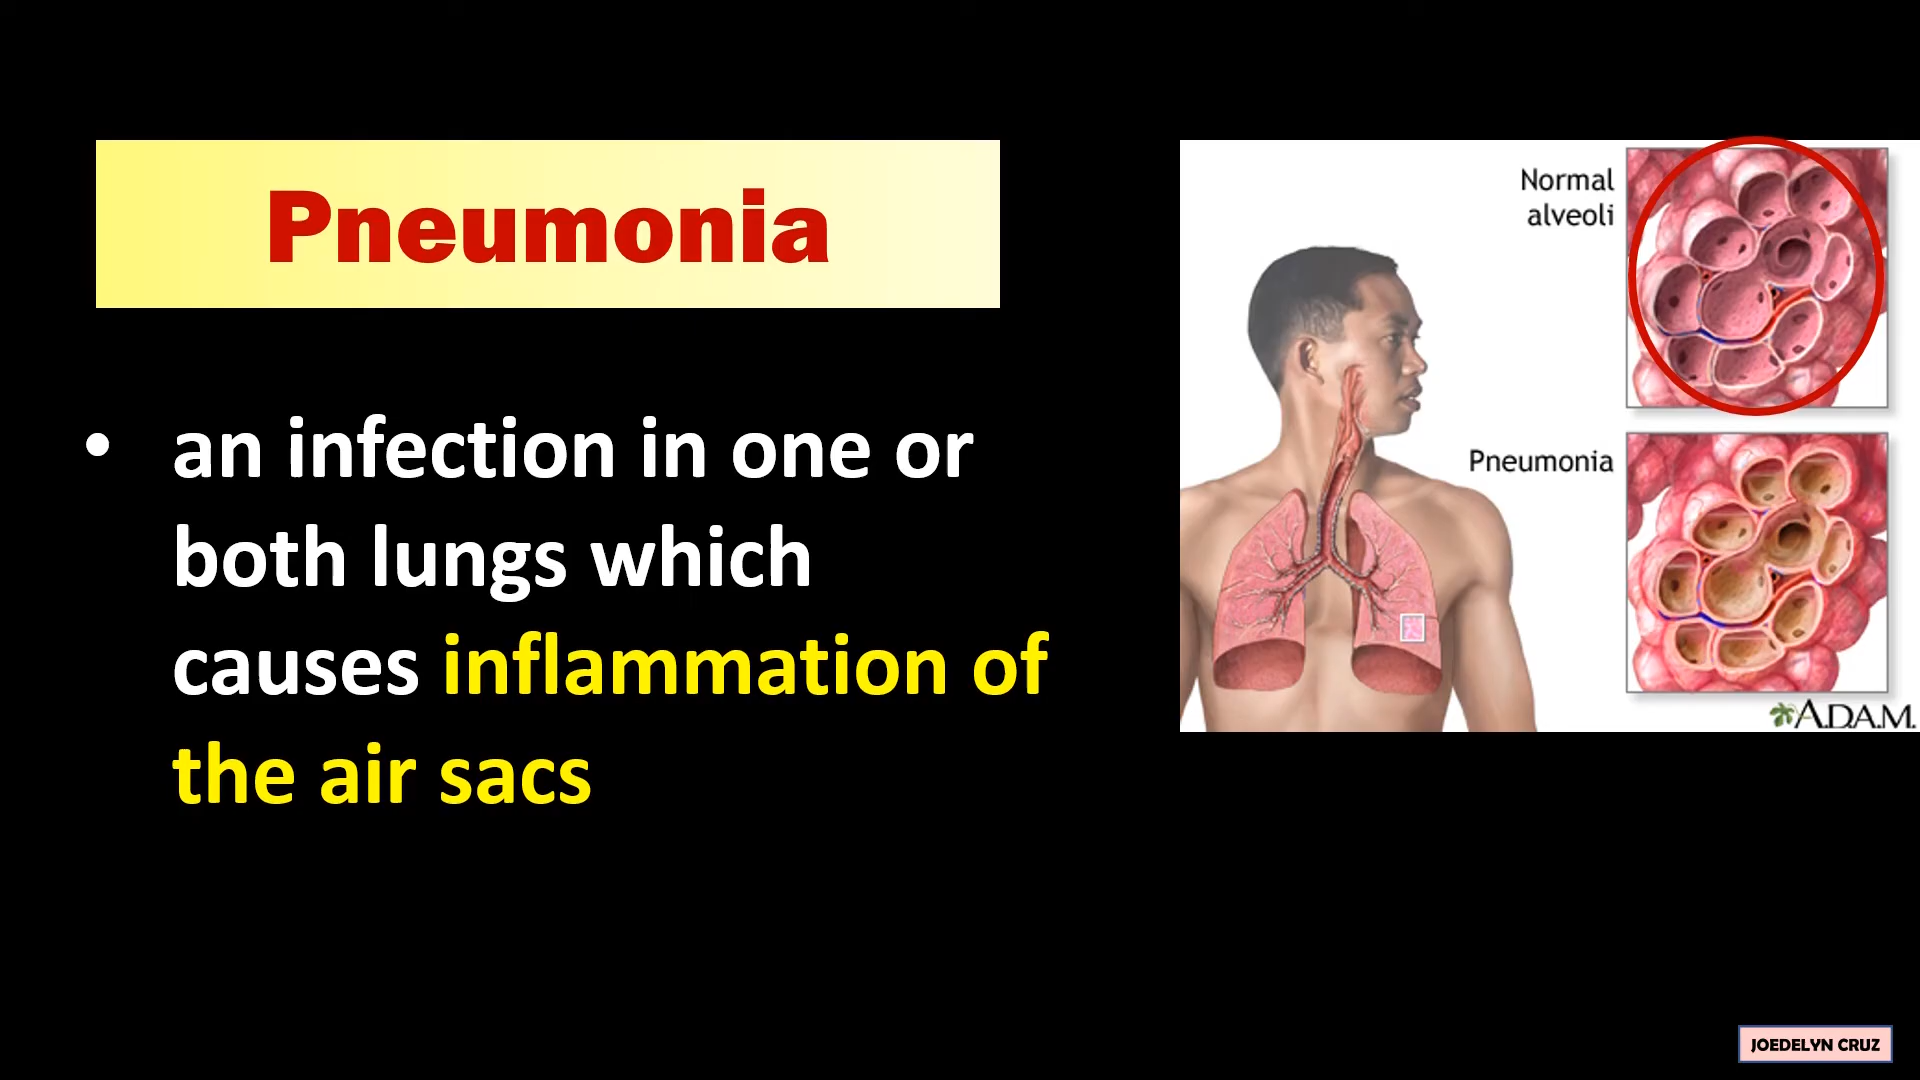 Pneumonia
• an infection in one or
both lungs which
causes inflammation of
the air sacs
Normal
alveoli
Pneumonia
A.D.A.M.
JOEDELYN CRUZ